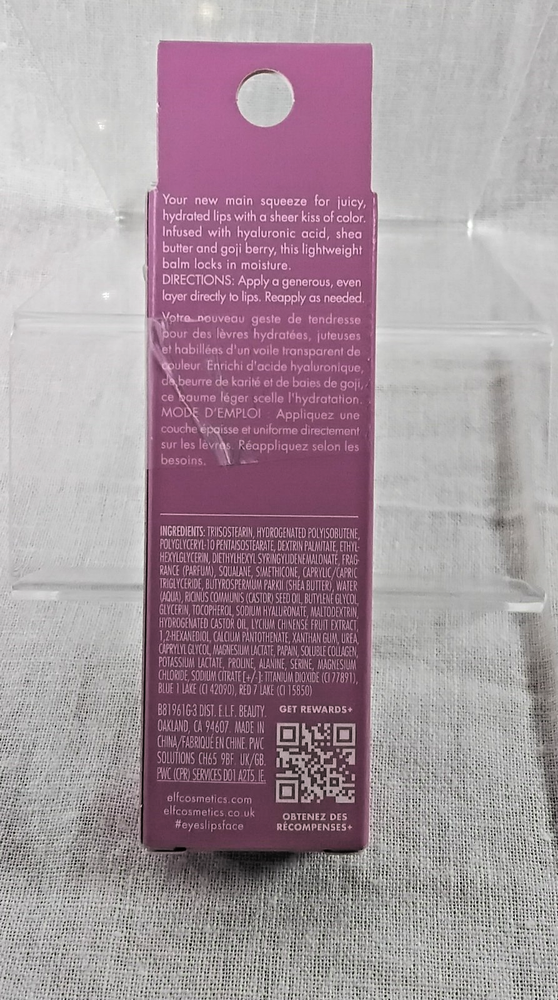 Your new main squeeze for juicy,
hydrated lips with a sheer kiss of color.
Infused with hyaluronic acid, shea
butter and goji berry, this lightweight
balm locks in moisture.
DIRECTIONS: Apply a generous, even
layer directly to lips. Reapply as needed.
Votre nouveau geste de tendresse
pour des lèvres hydratées, juteuses
et habillées d'un voile transparent de
couleur. Enrichi d'acide hyaluronique,
de beurre de karité et de baies de goji,
ce baume léger scelle l'hydratation.
MODE D'EMPLOI : Appliquez une
couche épaisse et uniforme directement
sur les lèvres. Réappliquez selon les
besoins.
INGREDIENTS: TRIISOSTEARIN, HYDROGENATED POLYISOBUTENE,
POLYGLYCERYL-10 PENTAISOSTEARATE, DEXTRIN PALMITATE, ETHYL-
HEXYLGLYCERIN, DIETHYLHEXYL SYRINGYLIDENEMALONATE, FRAG-
RANCE (PARFUM), SQUALANE, SIMETHICONE, CAPRYLIC/CAPRIC
TRIGLYCERIDE, BUTYROSPERMUM PARKII (SHEA BUTTER), WATER
(AQUA), RICINUS COMMUNIS (CASTOR) SEED OIL, BUTYLENE GLYCOL,
GLYCERIN, TOCOPHEROL, SODIUM HYALURONATE, MALTODEXTRIN,
HYDROGENATED CASTOR OIL, LYCIUM CHINENSE FRUIT EXTRACT,
1,2-HEXANEDIOL, CALCIUM PANTOTHENATE, XANTHAN GUM, UREA,
CAPRYLYL GLYCOL, MAGNESIUM LACTATE, PAPAIN, SOLUBLE COLLAGEN,
POTASSIUM LACTATE, PROLINE, ALANINE, SERINE, MAGNESIUM
CHLORIDE, SODIUM CITRATE [+/-]: TITANIUM DIOXIDE (CI 77891),
BLUE 1 LAKE (CI 42090), RED 7 LAKE (CI 15850)
B81961G-3 DIST. E.L.F. BEAUTY.
OAKLAND, CA 94607. MADE IN
CHINA/FABRIQUÉ EN CHINE. PWC
SOLUTIONS CH65 9BF. UK/GB.
PWC (CPR) SERVICES D01 A2T5. IE.
elfcosmetics.com
elfcosmetics.co.uk
#eyeslipsface
GET REWARDS+
OBTENEZ DES
RÉCOMPENSES+